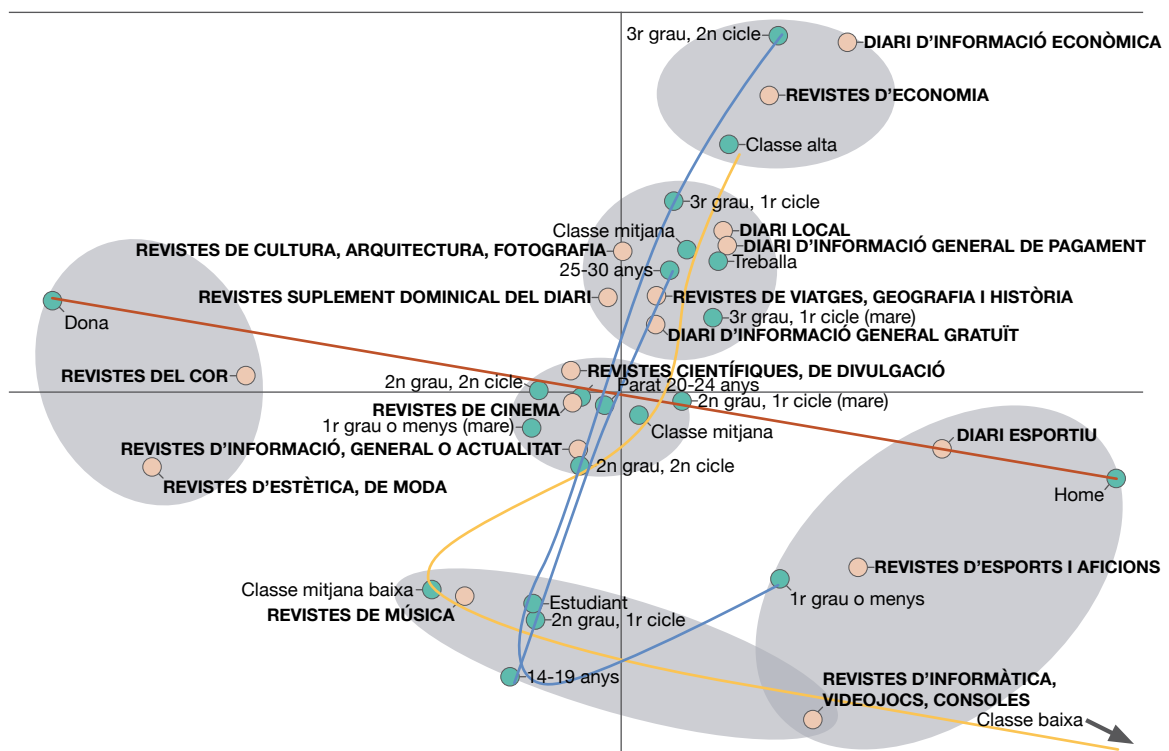 3r grau, 2n cicle
DIARI D'INFORMACIÓ ECONÒMICA
REVISTES D'ECONOMIA
Classe alta
3r grau, 1r cicle
Classe mitjana
DIARI LOCAL
REVISTES DE CULTURA, ARQUITECTURA, FOTOGRAFIA
DIARI D'INFORMACIÓ GENERAL DE PAGAMENT
Treballa
25-30 anys
REVISTES SUPLEMENT DOMINICAL DEL DIARI
REVISTES DE VIATGES, GEOGRAFIA I HISTÒRIA
Dona
3r grau, 1r cicle (mare)
DIARI D'INFORMACIÓ GENERAL GRATUÏT
REVISTES DEL COR
REVISTES CIENTÍFIQUES, DE DIVULGACIÓ
2n grau, 2n cicle
Parat 20-24 anys
REVISTES DE CINEMA
2n grau, 1r cicle (mare)
1r grau o menys (mare)
Classe mitjana
DIARI ESPORTIU
REVISTES D'INFORMACIÓ, GENERAL O ACTUALITAT
2n grau, 2n cicle
REVISTES D'ESTÈTICA, DE MODA
Home
REVISTES D'ESPORTS I AFICIONS
Classe mitjana baixa
1r grau o menys
Estudiant
REVISTES DE MÚSICA
2n grau, 1r cicle
14-19 anys
REVISTES D'INFORMÀTICA,
VIDEOJOCS, CONSOLES
Classe baixa